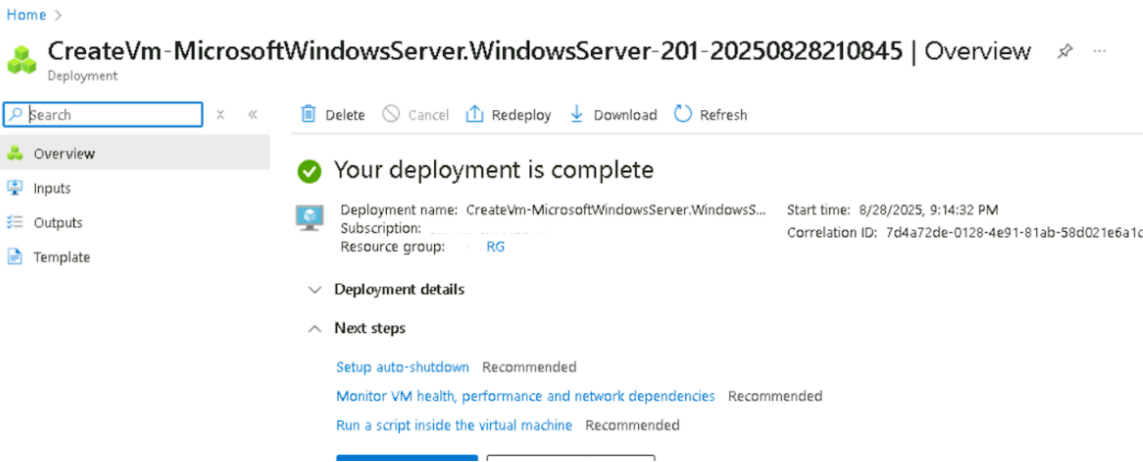 Home >
CreateVm-MicrosoftWindowsServer.WindowsServer-201-20250828210845 | Overview
Deployment
Search
Delete Cancel Redeploy Download Refresh
Overview
Inputs
Outputs
Template
Your deployment is complete
Deployment name: CreateVm-MicrosoftWindowsServer.WindowsS...
Subscription:
Resource group: RG
Start time: 8/28/2025, 9:14:32 PM
Correlation ID: 7d4a72de-0128-4e91-81ab-58d021e6a1c
Deployment details
Next steps
Setup auto-shutdown Recommended
Monitor VM health, performance and network dependencies Recommended
Run a script inside the virtual machine Recommended